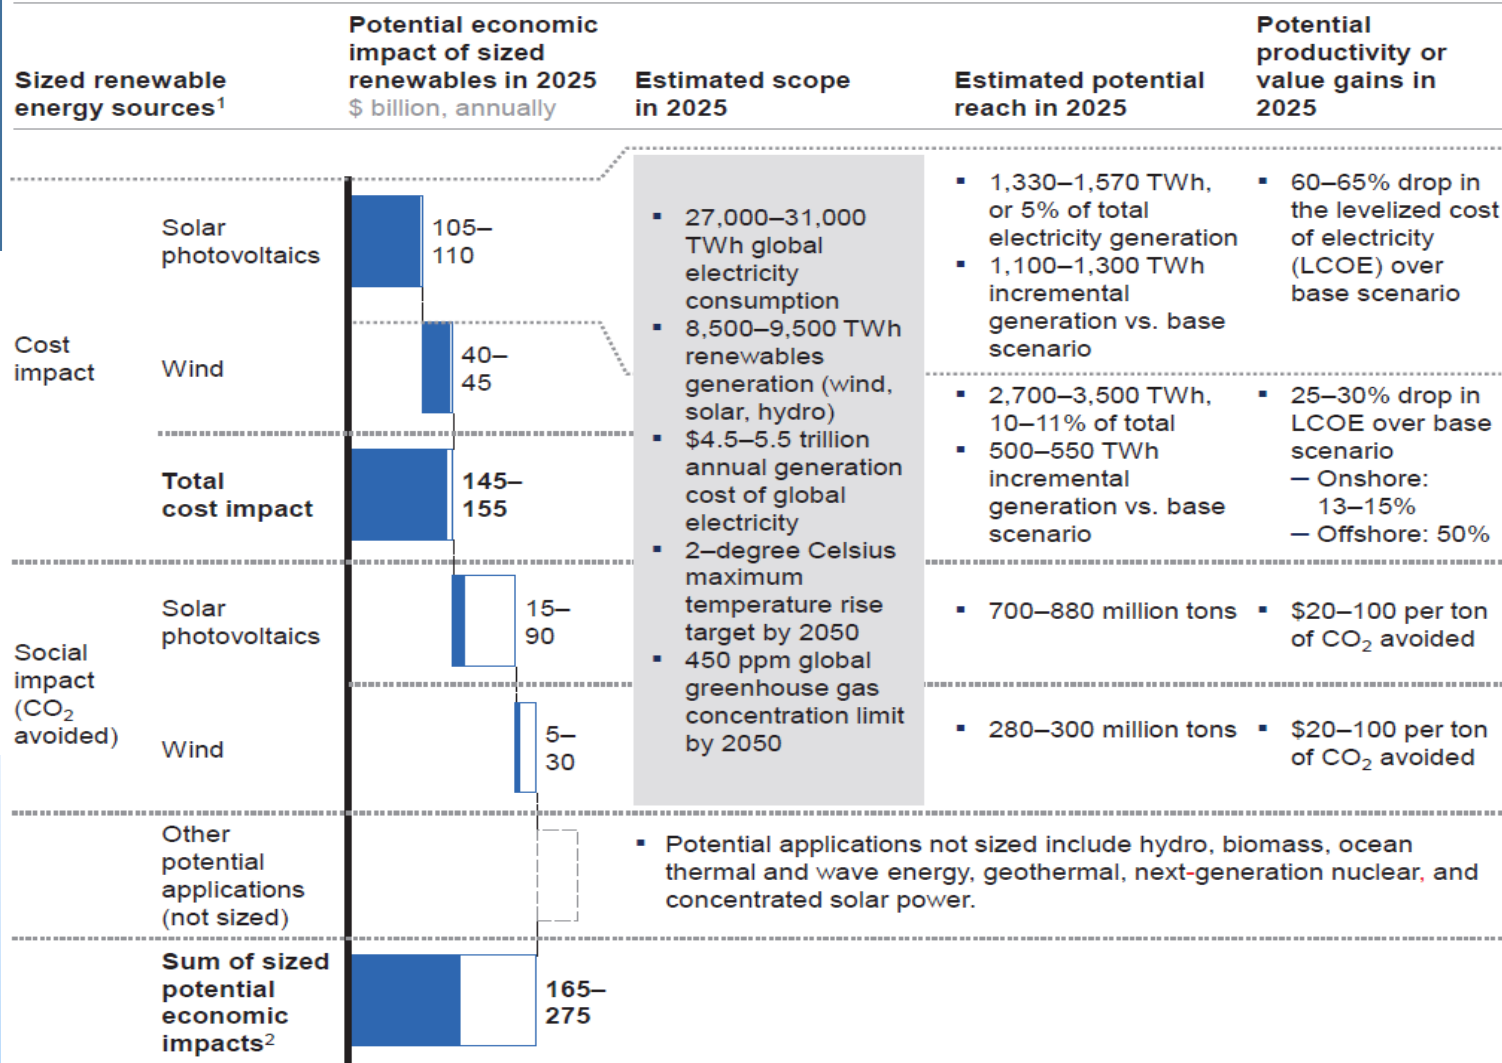 Sized renewable
energy sources1
Potential economic
impact of sized
renewables in 2025
$ billion, annually
Estimated scope
in 2025
Estimated potential
reach in 2025
Potential
productivity or
value gains in
2025
Cost
impact
Solar
photovoltaics
105–
110
Wind
40–
45
Total
cost impact
145–
155
Social
impact
(CO2
avoided)
Solar
photovoltaics
15–
90
Wind
5–
30
▪ 27,000–31,000
TWh global
electricity
consumption
▪ 8,500–9,500 TWh
renewables
generation (wind,
solar, hydro)
▪ $4.5–5.5 trillion
annual generation
cost of global
electricity
▪ 2–degree Celsius
maximum
temperature rise
target by 2050
▪ 450 ppm global
greenhouse gas
concentration limit
by 2050
▪ 1,330–1,570 TWh,
or 5% of total
electricity generation
▪ 1,100–1,300 TWh
incremental
generation vs. base
scenario
▪ 60–65% drop in
the levelized cost
of electricity
(LCOE) over
base scenario
▪ 2,700–3,500 TWh,
10–11% of total
▪ 500–550 TWh
incremental
generation vs. base
scenario
▪ 25–30% drop in
LCOE over base
scenario
– Onshore:
13–15%
– Offshore: 50%
▪ 700–880 million tons
▪ $20–100 per ton
of CO2 avoided
▪ 280–300 million tons
▪ $20–100 per ton
of CO2 avoided
Other
potential
applications
(not sized)
▪ Potential applications not sized include hydro, biomass, ocean
thermal and wave energy, geothermal, next-generation nuclear, and
concentrated solar power.
Sum of sized
potential
economic
impacts2
165–
275